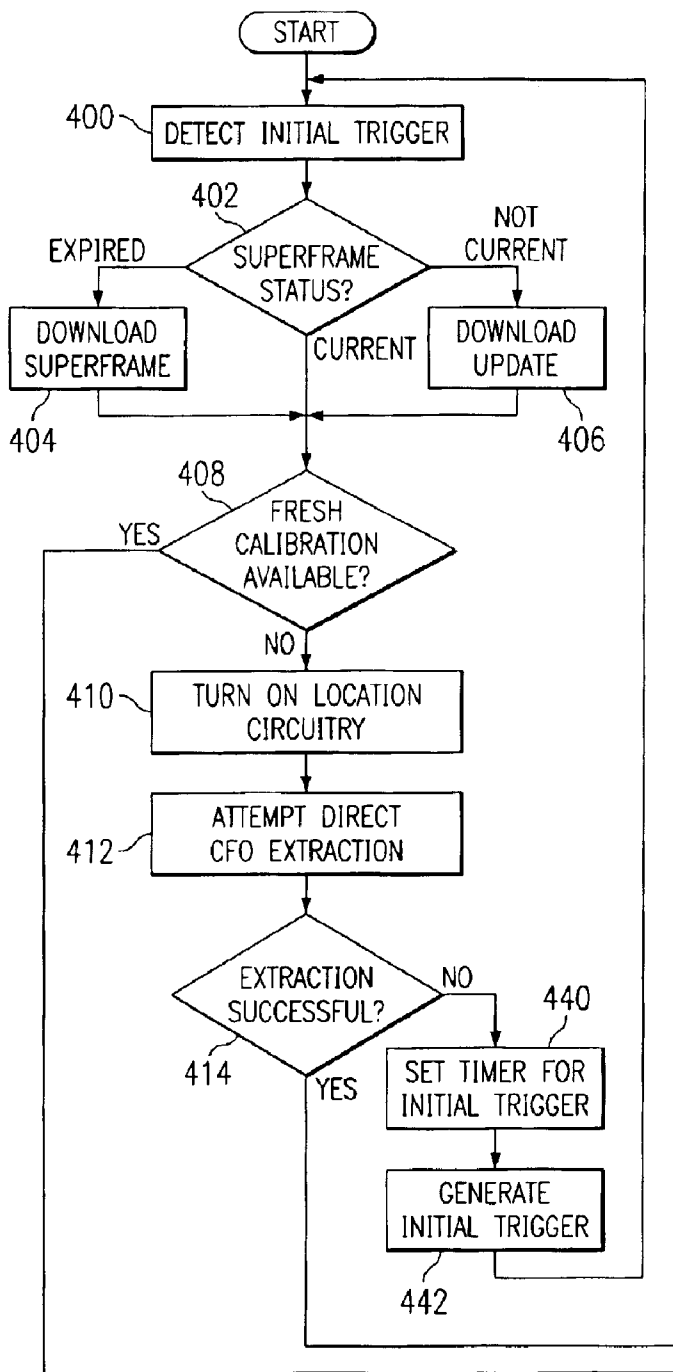 START
400
DETECT INITIAL TRIGGER
402
EXPIRED
SUPERFRAME
STATUS?
NOT
CURRENT
DOWNLOAD
SUPERFRAME
404
CURRENT
DOWNLOAD
UPDATE
406
408
YES
FRESH
CALIBRATION
AVAILABLE?
NO
410
TURN ON LOCATION
CIRCUITRY
412
ATTEMPT DIRECT
CFO EXTRACTION
EXTRACTION
SUCCESSFUL?
414
NO
YES
440
SET TIMER FOR
INITIAL TRIGGER
GENERATE
INITIAL TRIGGER
442